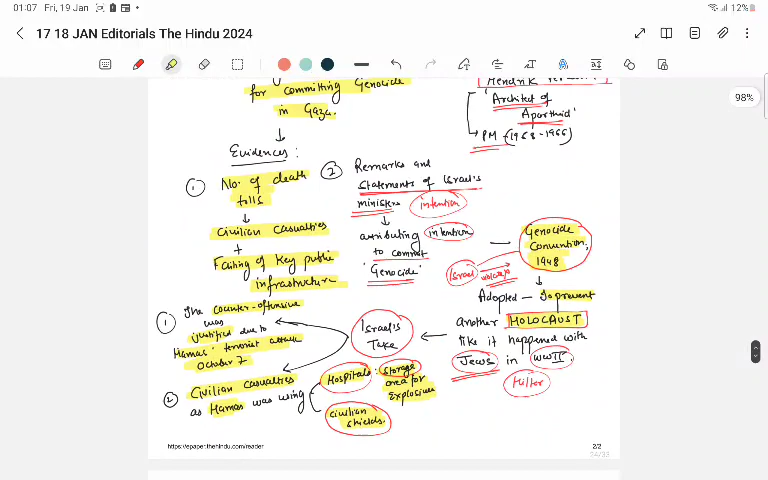 01:07 Fri, 19 Jan
12%
17 18 JAN Editorials The Hindu 2024
98%
for committing Genocide
in Gaza.
Evidences :
① No. of death
tolls
Civilian Casualties
+
Failing of Key public
infrastructure
② Remarks and
Statements of Israel's
ministers
intention
attributing intention
to commit
'Genocide'
'Architect of
Apartheid'
PM
Genocide
Convention,
1948
Israel violated
Adopted - To prevent
another HOLOCAUST
like it happened with
Jews in WWII
Hitler
Israel's
Take
① The counter-offensive
was
justified due to
Hamas' terrorist attack
October 7
② Civilian casualties
as Hamas was using
Hospitals : storage
area for
explosives
civilian
shields.
https://epaper.thehindu.com/reader
2/2
24/33